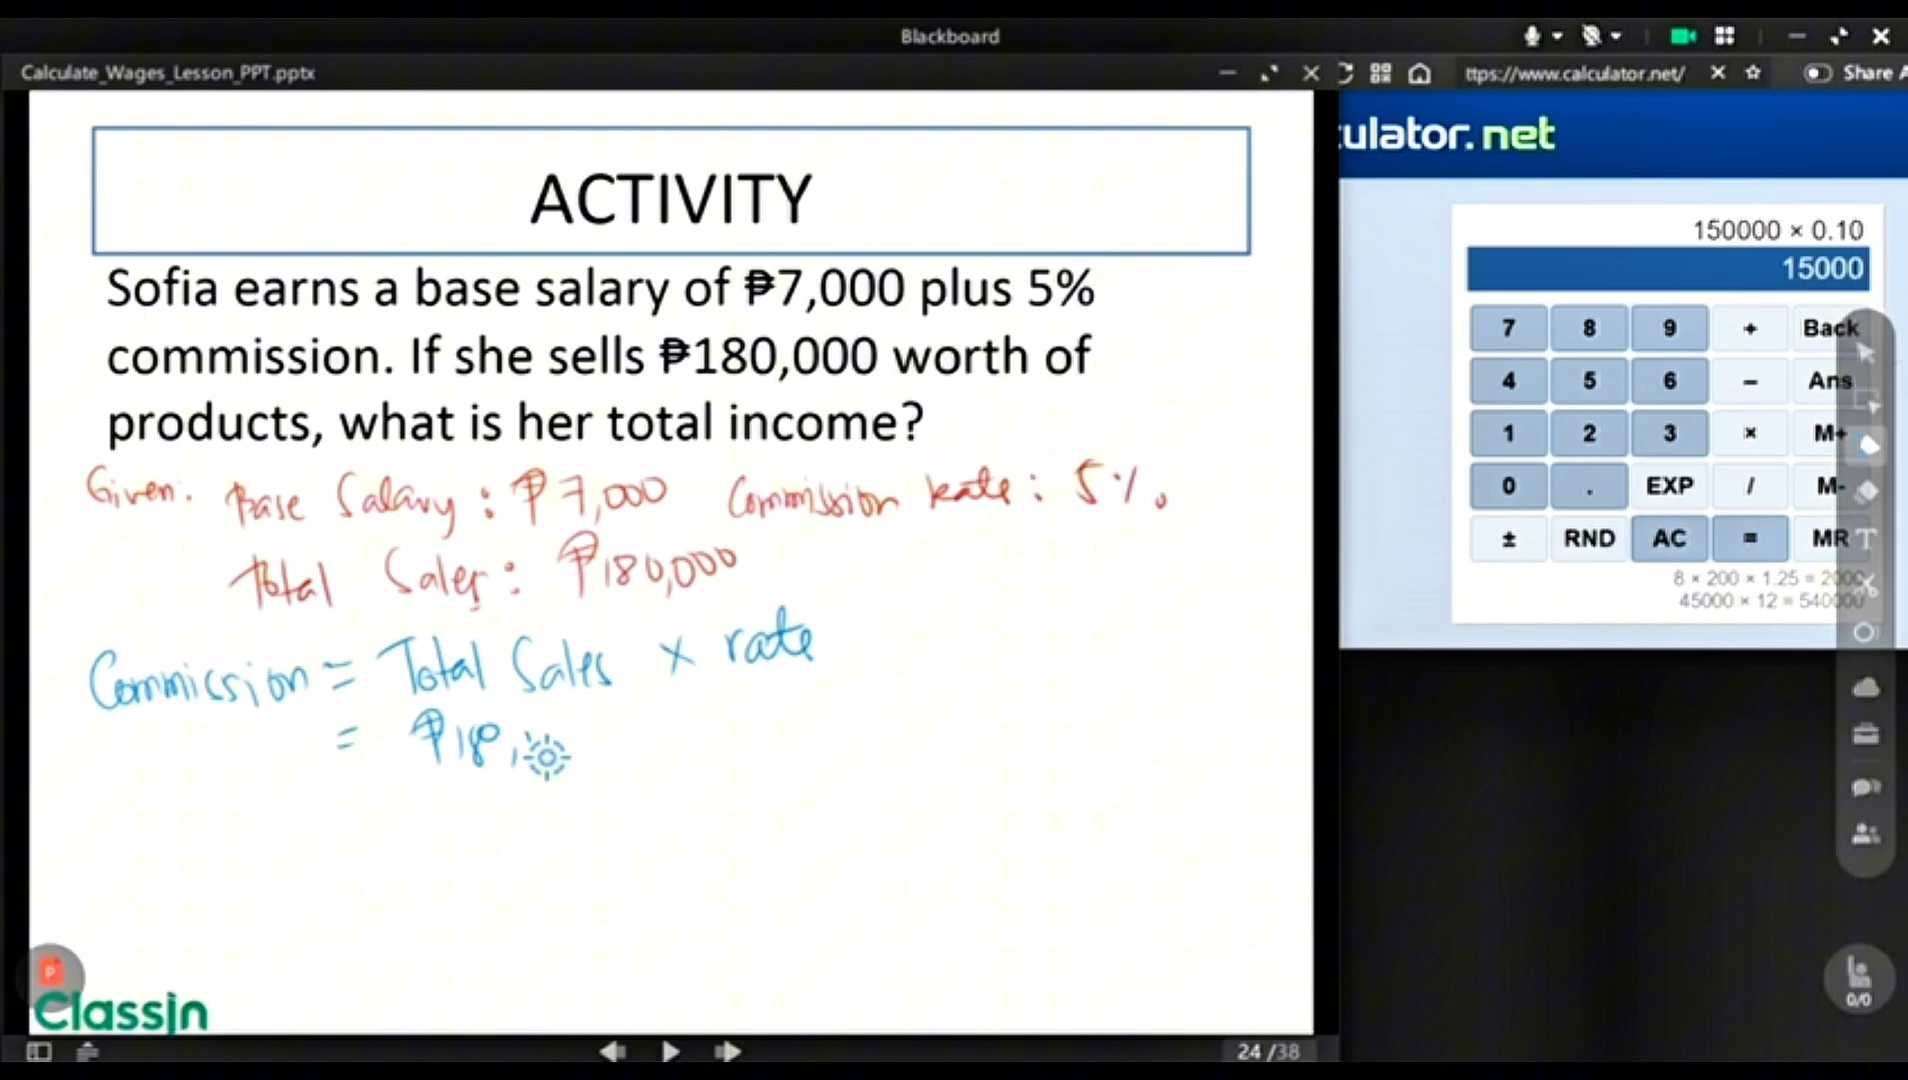 Blackboard
Calculate_Wages_Lesson_PPT.pptx
ttps://www.calculator.net/
Share A
ulator.net
ACTIVITY
Sofia earns a base salary of ₱7,000 plus 5%
commission. If she sells ₱180,000 worth of
products, what is her total income?
Given: Base Salary: ₱7,000 Commission Rate: 5%
Total Sales: ₱180,000
Commission = Total Sales x rate
= ₱18,
150000 × 0.10
15000
7 8 9 + Back
4 5 6 – Ans
1 2 3 × M+
0 . EXP / M-
± RND AC = MR
8 × 200 × 1.25 = 2000
45000 × 12 = 540000
0/0
ClassIn
24 /38